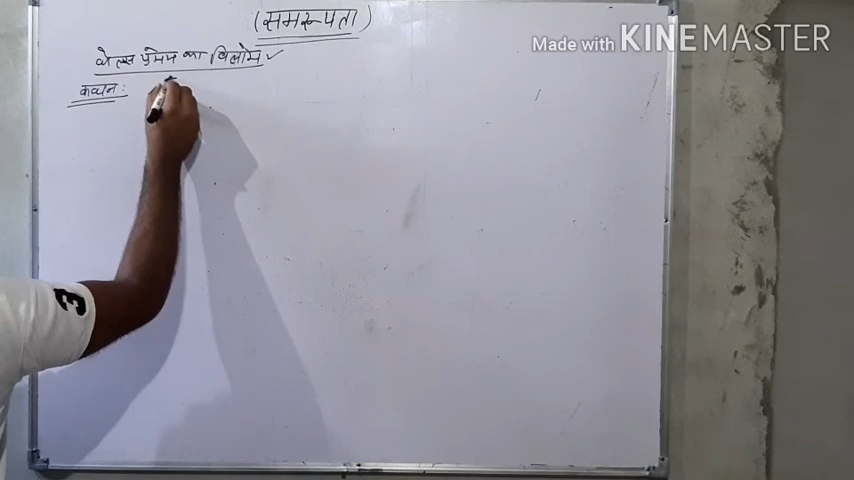 (समरूपता)
Made with KINEMASTER
थेल्स प्रमेय का विलोम ✓
कथन :